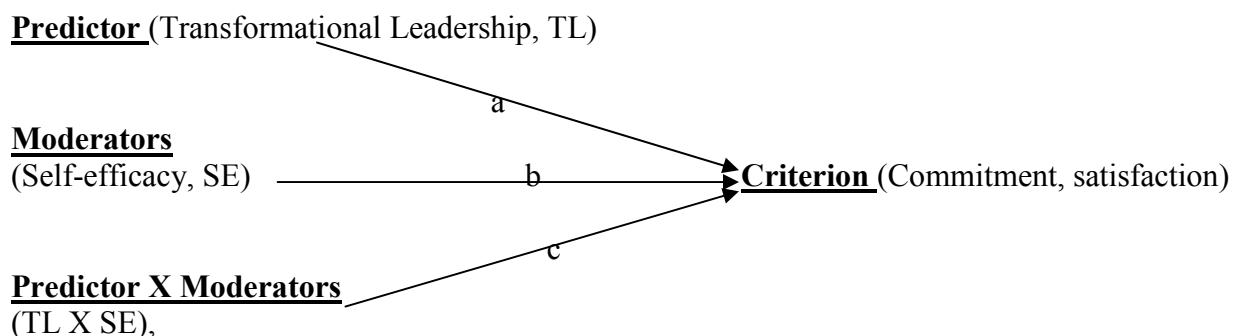 Predictor (Transformational Leadership, TL)
a
Moderators
(Self-efficacy, SE) b Criterion (Commitment, satisfaction)
c
Predictor X Moderators
(TL X SE),